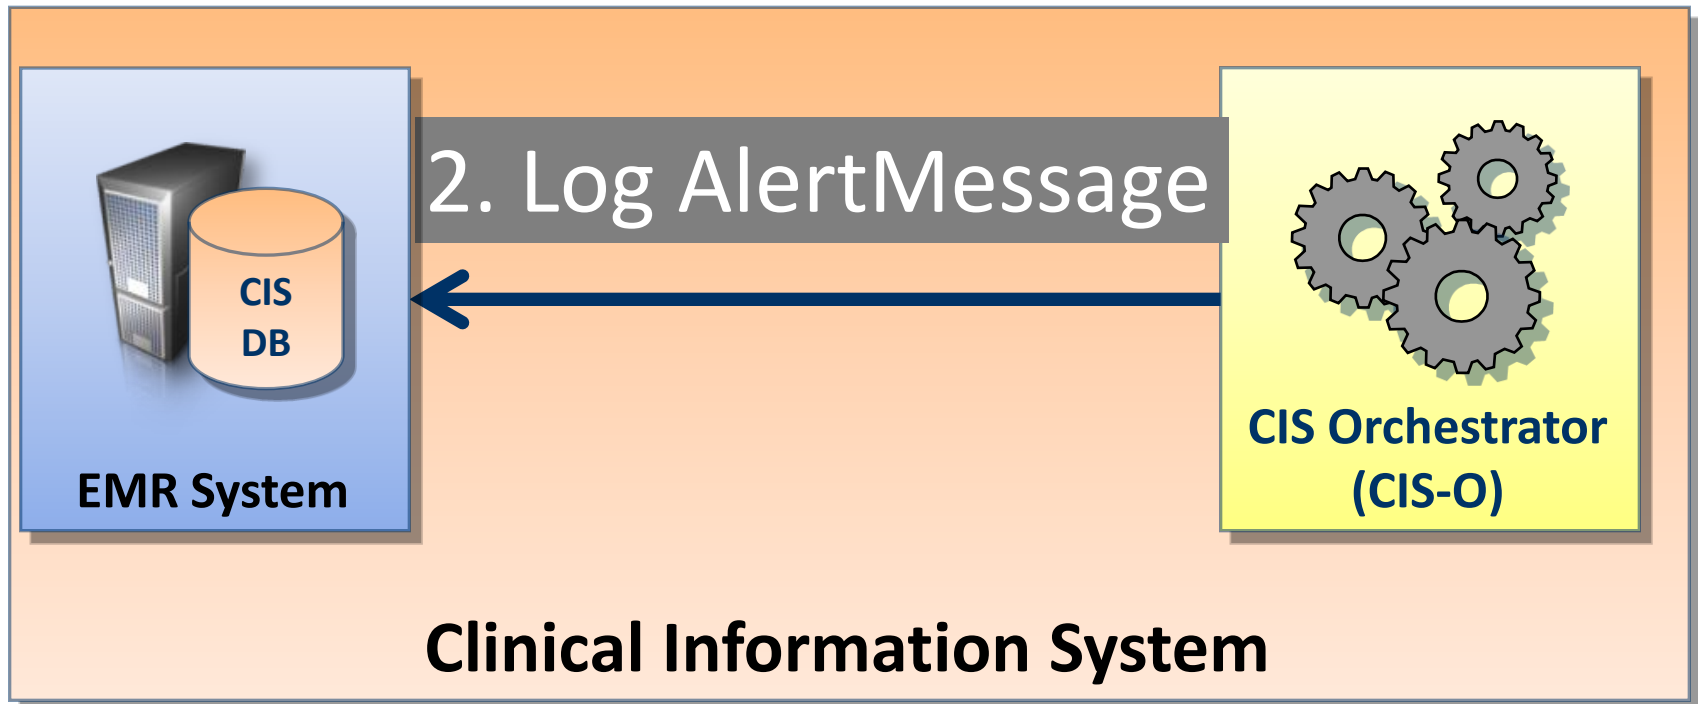 2. Log AlertMessage
CIS
DB
EMR System
CIS Orchestrator
(CIS-O)
Clinical Information System